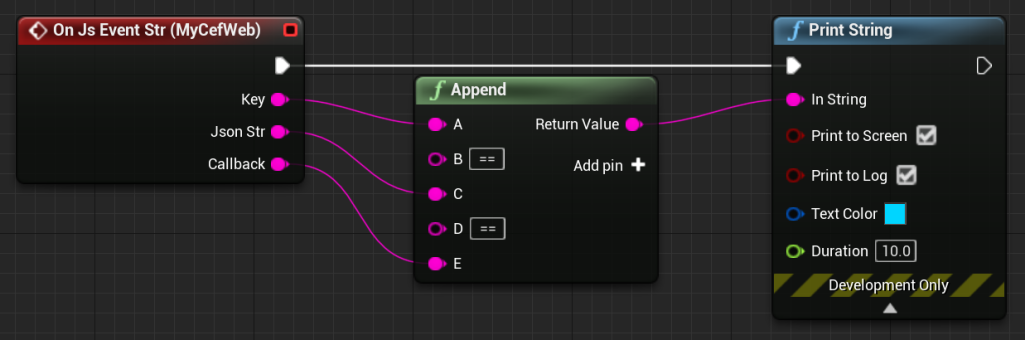 On Js Event Str (MyCefWeb)
Key
Json Str
Callback
f Append
A
Return Value
B ==
Add pin
C
D ==
E
f Print String
In String
Print to Screen
Print to Log
Text Color
Duration 10.0
Development Only